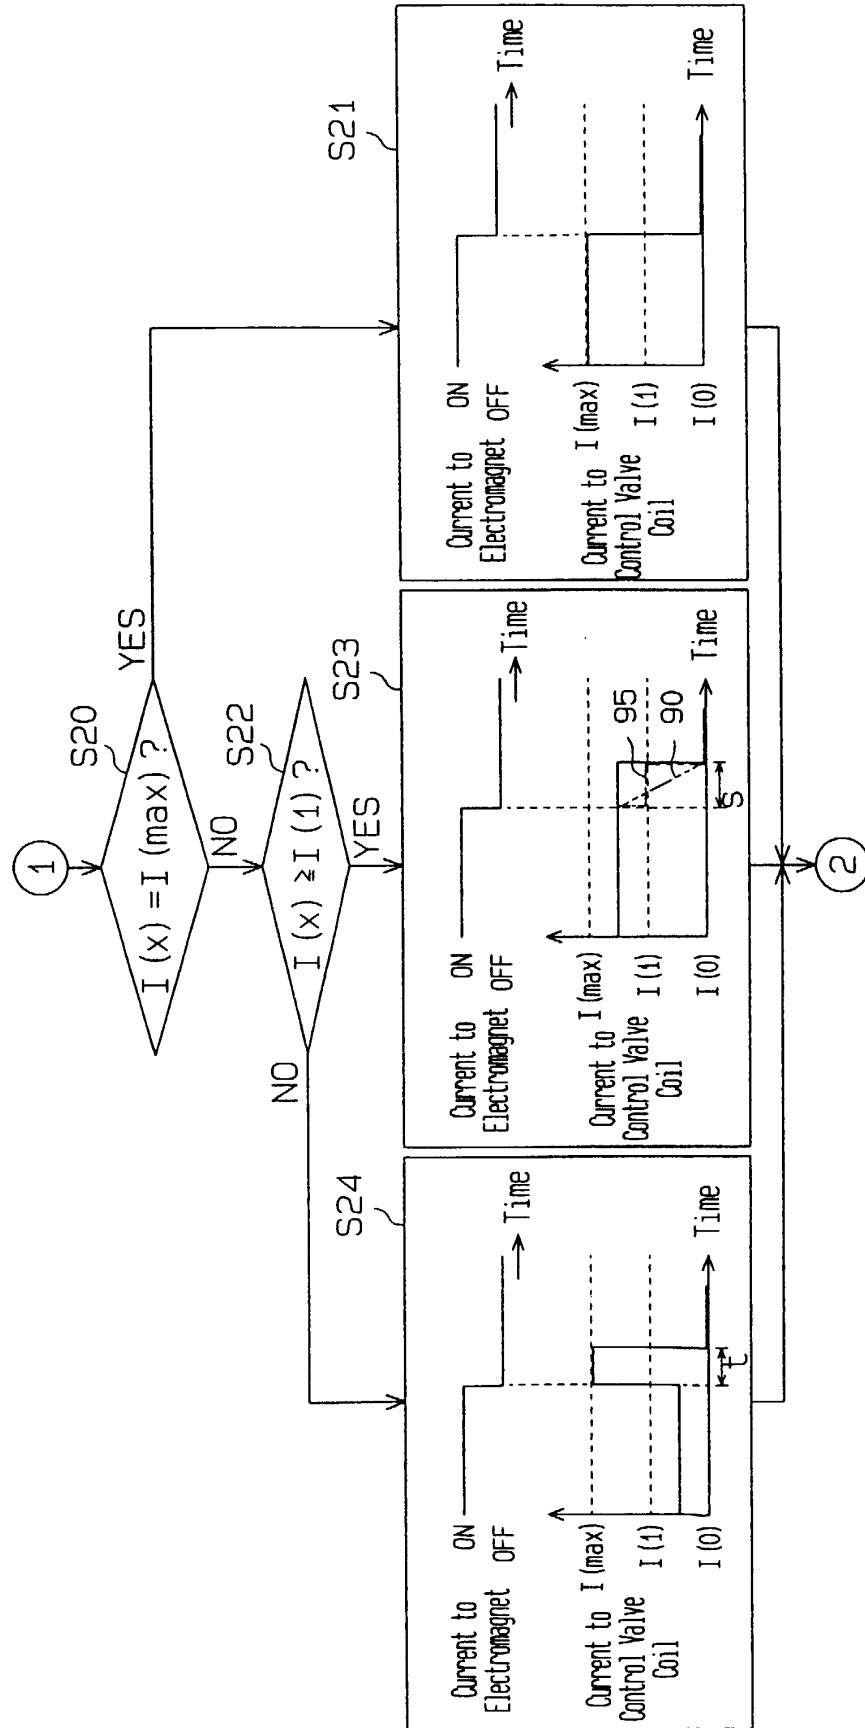 1
S20
I (x) = I (max) ?
YES
NO
S22
I (x) ≥ I (1) ?
YES
NO
S24
Current to
Electromagnet
ON
OFF
Time
Current to
Control Valve
Coil
I (max)
I (1)
I (0)
Time
t
S23
Current to
Electromagnet
ON
OFF
Time
Current to
Control Valve
Coil
I (max)
I (1)
I (0)
Time
95
90
S
S21
Current to
Electromagnet
ON
OFF
Time
Current to
Control Valve
Coil
I (max)
I (1)
I (0)
Time
2